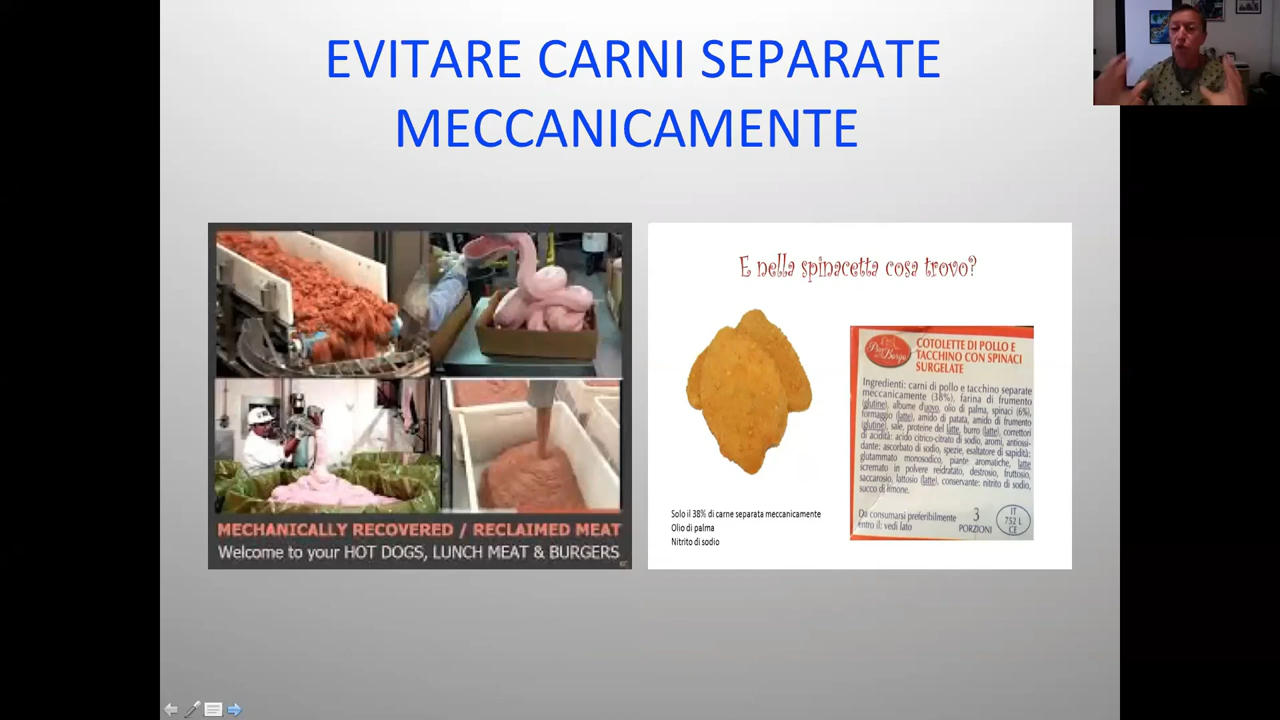 EVITARE CARNI SEPARATE
MECCANICAMENTE
MECHANICALLY RECOVERED / RECLAIMED MEAT
Welcome to your HOT DOGS, LUNCH MEAT & BURGERS
E nella spinacetta cosa trovo?
Solo il 38% di carne separata meccanicamente
Olio di palma
Nitrito di sodio
COTOLETTE DI POLLO E
TACCHINO CON SPINACI
SURGELATE
Ingredienti: carni di pollo e tacchino separate
meccanicamente (38%), farina di frumento
(glutine), albume d'uovo, olio di palma, spinaci (6%),
formaggio (latte), amido di patata, amido di frumento
(glutine), sale, proteine del latte, burro (latte), correttori
di acidità: acido citrico-citrato di sodio, aromi, antiossi-
dante: ascorbato di sodio, spezie, esaltatore di sapidità:
glutammato monosodico, piante aromatiche, latte
scremato in polvere reidratato, destrosio, fruttosio,
saccarosio, lattosio (latte), conservante: nitrito di sodio,
succo di limone.
Da consumarsi preferibilmente
entro il: vedi lato
3
PORZIONI
IT
752 L
CE